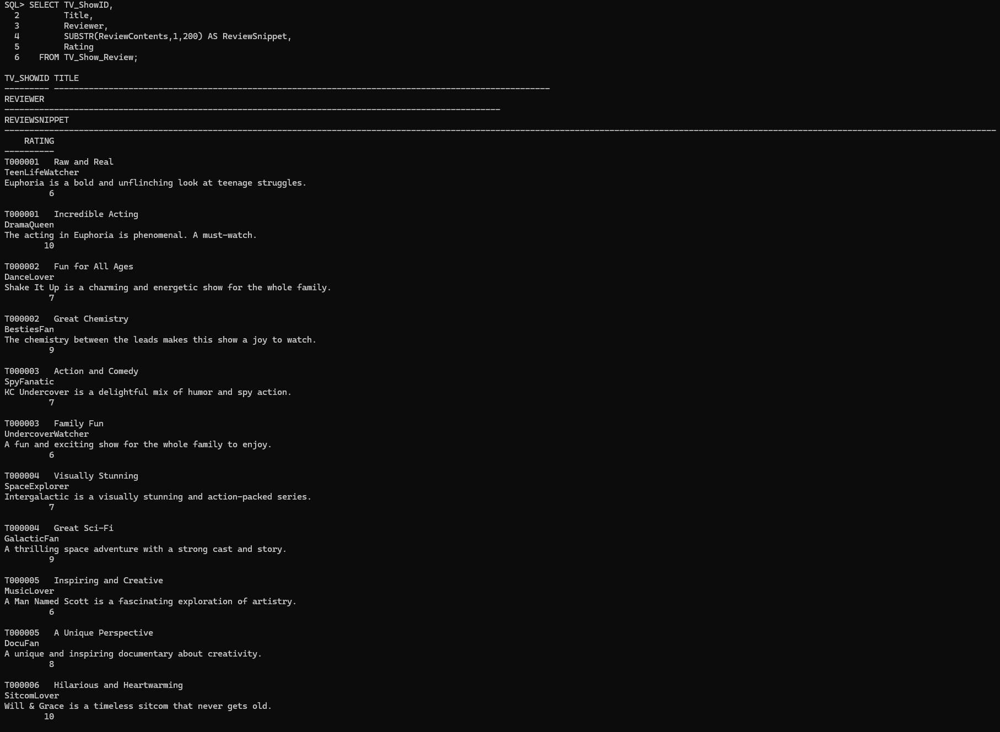 SQL> SELECT TV_ShowID,
  2         Title,
  3         Reviewer,
  4         SUBSTR(ReviewContents,1,200) AS ReviewSnippet,
  5         Rating
  6    FROM TV_Show_Review;

TV_SHOWID TITLE
--------- ----------------------------------------------------------------------------------------------------
REVIEWER
----------------------------------------------------------------------------------------------------
REVIEWSNIPPET
--------------------------------------------------------------------------------------------------------------------------------------------------------------------------------------------------------
    RATING
----------
T000001   Raw and Real
TeenLifeWatcher
Euphoria is a bold and unflinching look at teenage struggles.
         6

T000001   Incredible Acting
DramaQueen
The acting in Euphoria is phenomenal. A must-watch.
        10

T000002   Fun for All Ages
DanceLover
Shake It Up is a charming and energetic show for the whole family.
         7

T000002   Great Chemistry
BestiesFan
The chemistry between the leads makes this show a joy to watch.
         9

T000003   Action and Comedy
SpyFanatic
KC Undercover is a delightful mix of humor and spy action.
         7

T000003   Family Fun
UndercoverWatcher
A fun and exciting show for the whole family to enjoy.
         6

T000004   Visually Stunning
SpaceExplorer
Intergalactic is a visually stunning and action-packed series.
         7

T000004   Great Sci-Fi
GalacticFan
A thrilling space adventure with a strong cast and story.
         9

T000005   Inspiring and Creative
MusicLover
A Man Named Scott is a fascinating exploration of artistry.
         6

T000005   A Unique Perspective
DocuFan
A unique and inspiring documentary about creativity.
         8

T000006   Hilarious and Heartwarming
SitcomLover
Will & Grace is a timeless sitcom that never gets old.
        10